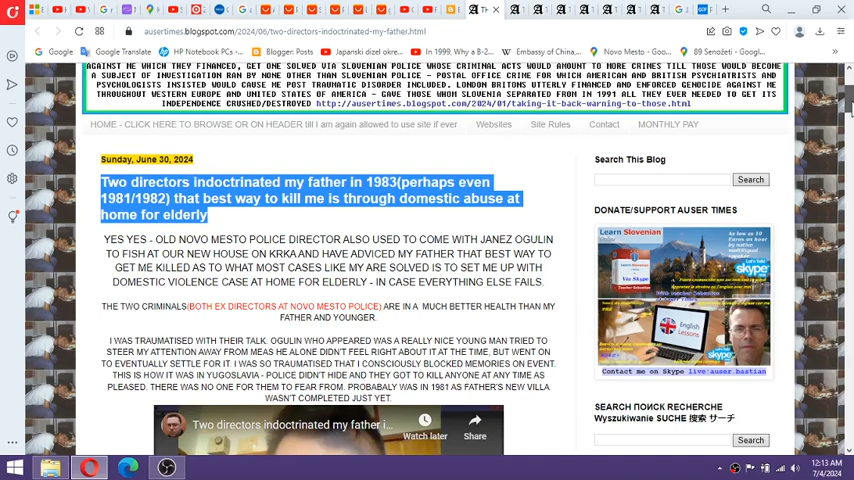 Google
Google Translate
HP Notebook PCs -...
Blogger: Posts
Japanski dizel okre...
In 1999, Why a B-2...
Embassy of China,...
Novo Mesto - Goo...
89 Šenožeti - Goog...
ausertimes.blogspot.com/2024/06/two-directors-indoctrinated-my-father.html
AGAINST ME WHICH THEY FINANCED, GET ONE SOLVED VIA SLOVENIAN POLICE WHOSE CRIMINAL ACTS WOULD AMOUNT TO MORE CRIMES TILL THOSE WOULD BECOME
A SUBJECT OF INVESTIGATION RAN BY NONE OTHER THAN SLOVENIAN POLICE - POSTAL OFFICE CRIME FOR WHICH AMERICAN AND BRITISH PSYCHIATRISTS AND
PSYCHOLOGISTS INSISTED WOULD CAUSE ME POST TRAUMATIC DISORDER INCLUDED. GERMANS UTTERLY FINANCED AND ENFORCED GENOCIDE AGAINST ME
THROUGHOUT WESTERN EUROPE AND UNITED STATES OF AMERICA - GAVE THOSE WHOM SLOVENIA SEPARATED FROM IN 1991 ALL THEY EVER NEEDED TO GET ITS
INDEPENDENCE CRUSHED/DESTROYED http://ausertimes.blogspot.com/2024/01/taking-it-back-warning-to-those.html
HOME - CLICK HERE TO BROWSE OR ON HEADER till I am again allowed to use site if ever
Websites
Site Rules
Contact
MONTHLY PAY
Sunday, June 30, 2024
Two directors indoctrinated my father in 1983(perhaps even
1981/1982) that best way to kill me is through domestic abuse at
home for elderly
YES YES - OLD NOVO MESTO POLICE DIRECTOR ALSO USED TO COME WITH JANEZ OGULIN
TO FISH AT OUR NEW HOUSE ON KRKA AND HAVE ADVICED MY FATHER THAT BEST WAY TO
GET ME KILLED AS TO WHAT MOST CASES LIKE MY ARE SOLVED IS TO SET ME UP WITH
DOMESTIC VIOLENCE CASE AT HOME FOR ELDERLY - IN CASE EVERYTHING ELSE FAILS.
THE TWO CRIMINALS(BOTH EX DIRECTORS AT NOVO MESTO POLICE) ARE IN A MUCH BETTER HEALTH THAN MY
FATHER AND YOUNGER.
I WAS TRAUMATISED WITH THEIR TALK. OGULIN WHO APPEARED WAS A REALLY NICE YOUNG MAN TRIED TO
STEER MY ATTENTION AWAY FROM MEAS HE ALONE DIDN'T FEEL RIGHT ABOUT IT AT THE TIME, BUT WENT ON
TO EVENTUALLY SETTLE FOR IT. I WAS SO TRAUMATISED THAT I CONSCIOUSLY BLOCKED MEMORIES ON EVENT.
THIS IS HOW IT WAS IN YUGOSLAVIA - POLICE DIDN'T HIDE AND THEY GOT TO KILL ANYONE AT ANY TIME AS
PLEASED. THERE WAS NO ONE FOR THEM TO FEAR FROM. PROBABALY WAS IN 1981 AS FATHER'S NEW VILLA
WASN'T COMPLETED JUST YET.
Two directors indoctrinated my father i...
Watch later
Share
Search This Blog
Search
DONATE/SUPPORT AUSER TIMES
Learn Slovenian
English
Lessons
Contact me on Skype live:auser.bastian
SEARCH ПОИСК RECHERCHE
Wyszukiwanie SUCHE 搜索 サーチ
Search
12:13 AM
7/4/2024